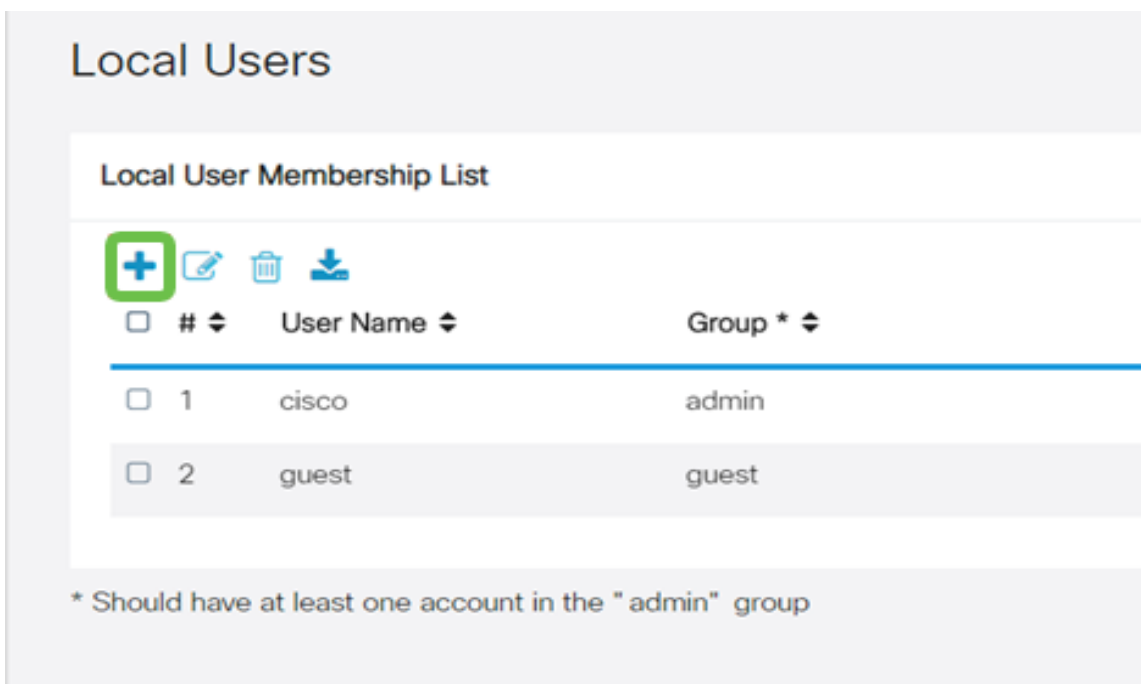 Local Users
Local User Membership List
# User Name Group *
1 cisco admin
2 guest guest
* Should have at least one account in the "admin" group